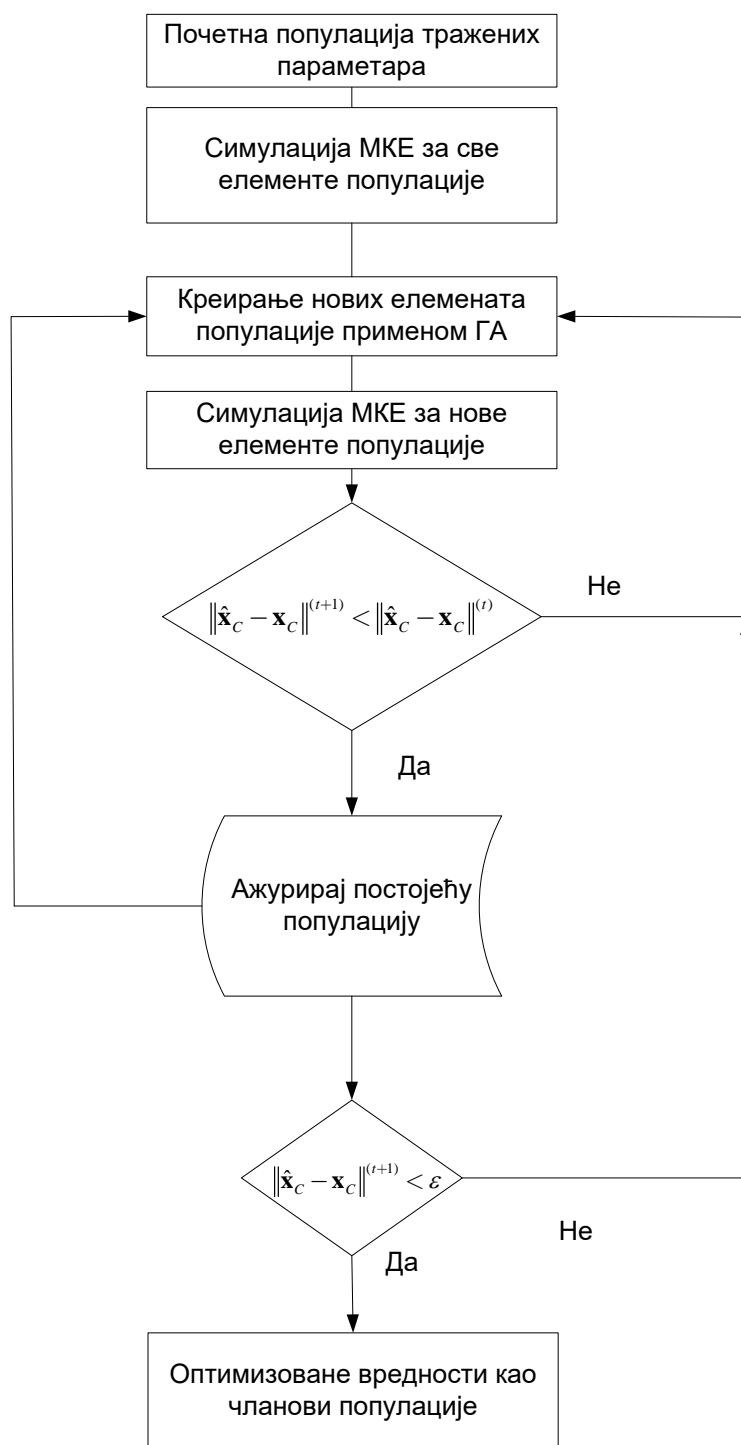 Почетна популација тражених
параметара
Симулација МКЕ за све
елементе популације
Креирање нових елемената
популације применом ГА
Симулација МКЕ за нове
елементе популације
‖x̂_C − x_C‖^(t+1) < ‖x̂_C − x_C‖^(t)
Не
Да
Ажурирај постојећу
популацију
‖x̂_C − x_C‖^(t+1) < ε
Не
Да
Оптимизоване вредности као
чланови популације